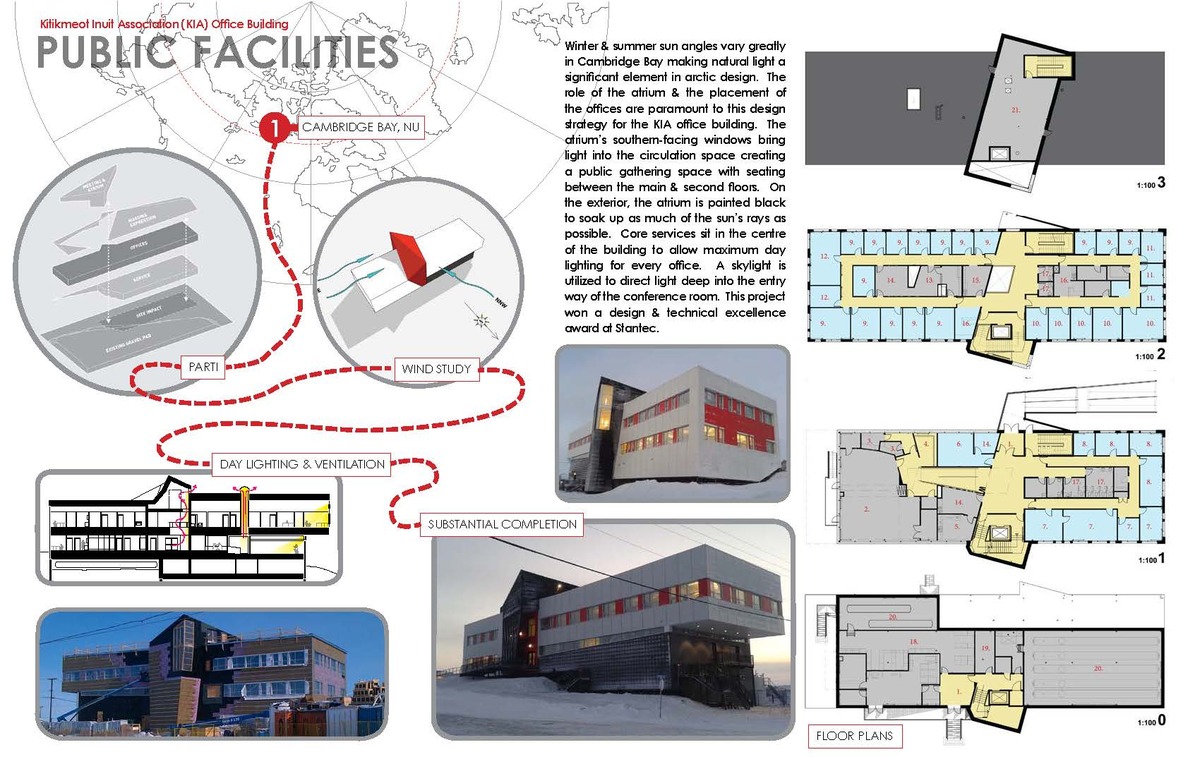 Kitikmeot Inuit Association (KIA) Office Building
PUBLIC FACILITIES
1
CAMBRIDGE BAY, NU
MEETING &
ATRIUM
MASSING
EXPRESSION
OFFICES
SERVICE
SITE IMPACT
EXISTING GRAVEL PAD
PARTI
NNW
WIND STUDY
DAY LIGHTING & VENTILATION
SUBSTANTIAL COMPLETION
Winter & summer sun angles vary greatly
in Cambridge Bay making natural light a
significant element in arctic design. The
role of the atrium & the placement of
the offices are paramount to this design
strategy for the KIA office building. The
atrium's southern-facing windows bring
light into the circulation space creating
a public gathering space with seating
between the main & second floors. On
the exterior, the atrium is painted black
to soak up as much of the sun's rays as
possible. Core services sit in the centre
of the building to allow maximum day
lighting for every office. A skylight is
utilized to direct light deep into the entry
way of the conference room. This project
won a design & technical excellence
award at Stantec.
21.
1:100 3
12. 9. 9. 9. 9. 9. 9. 9. 9. 9. 9. 9. 11.
9. 14. 13. 15. 16. 11.
12. 11.
9. 9. 9. 9. 9. 16. 10. 10. 10. 10. 10.
1:100 2
3. 4. 6. 14. 1. 8. 8. 8. 8.
17. 17. 8.
2. 14.
5. 7. 7. 7. 7.
1:100 1
20.
18. 19. 20.
1.
1:100 0
FLOOR PLANS